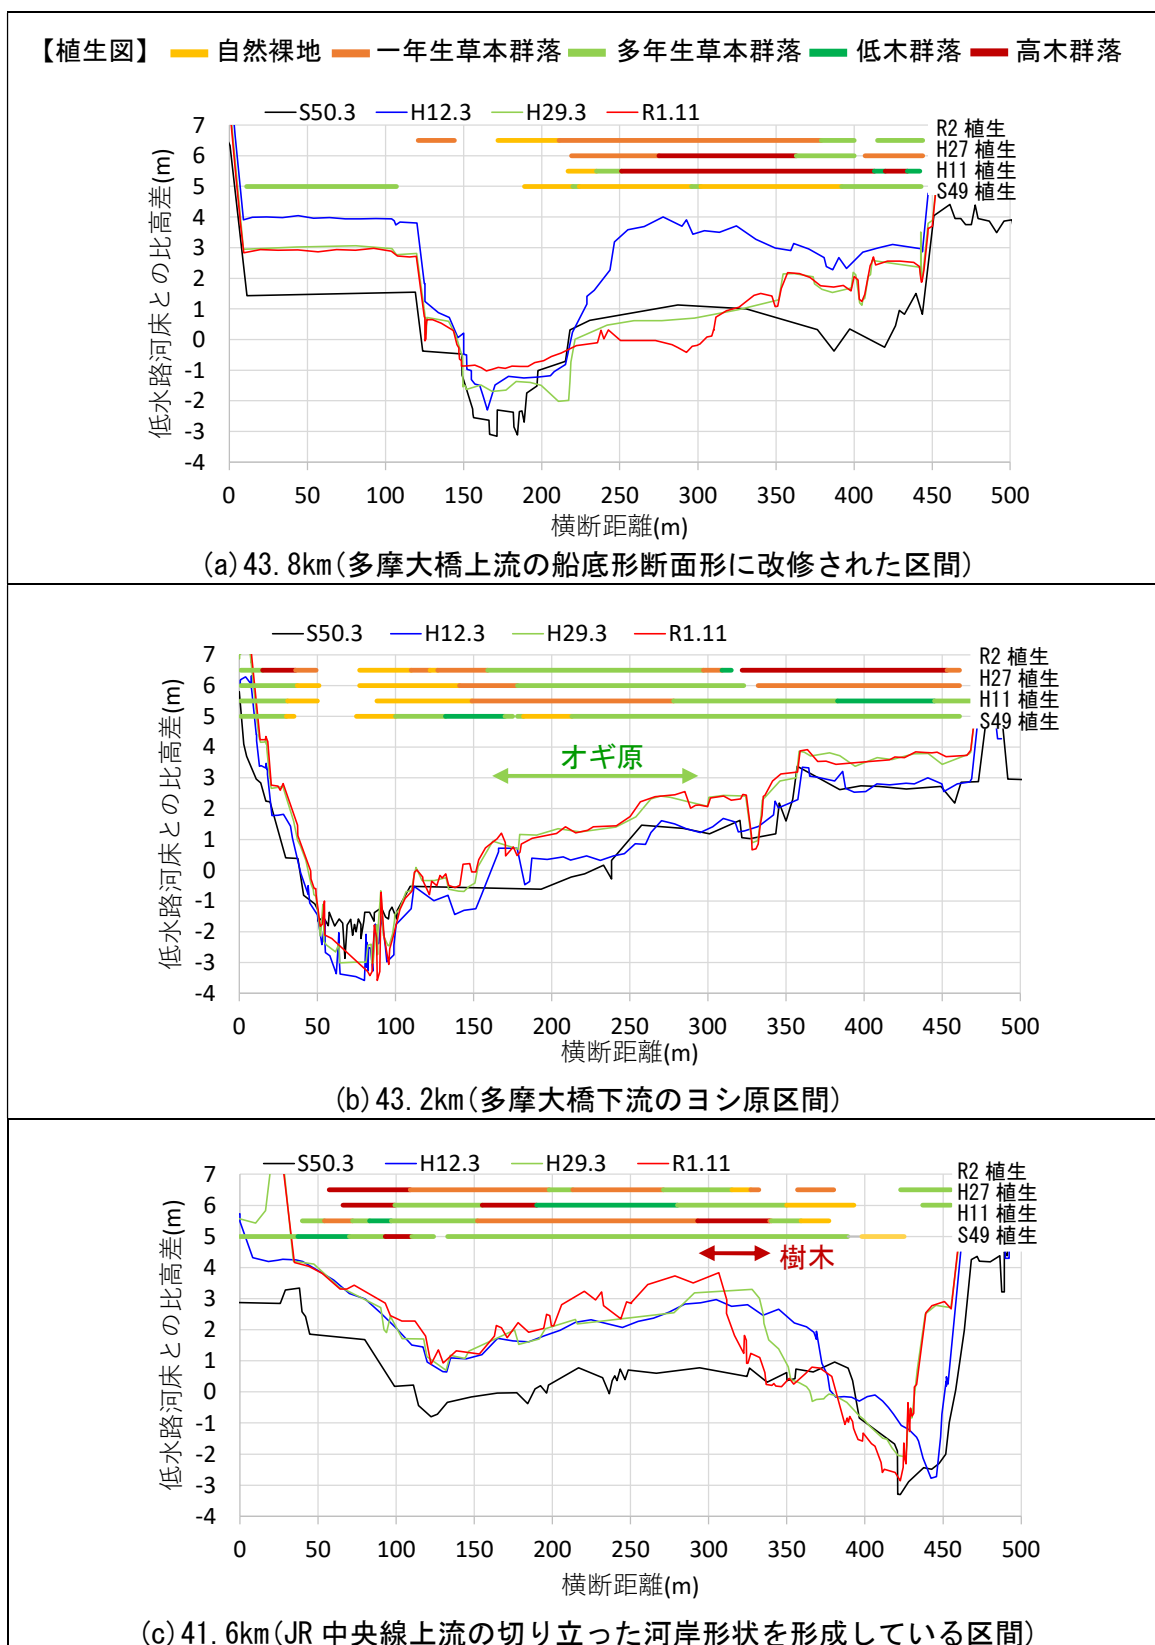 【植生図】 自然裸地 一年生草本群落 多年生草本群落 低木群落 高木群落
S50.3 H12.3 H29.3 R1.11
R2 植生
H27 植生
H11 植生
S49 植生
低水路河床との比高差(m)
7
6
5
4
3
2
1
0
-1
-2
-3
-4
0 50 100 150 200 250 300 350 400 450 500
横断距離(m)
(a)43.8km(多摩大橋上流の船底形断面形に改修された区間)
S50.3 H12.3 H29.3 R1.11
R2 植生
H27 植生
H11 植生
S49 植生
オギ原
低水路河床との比高差(m)
7
6
5
4
3
2
1
0
-1
-2
-3
-4
0 50 100 150 200 250 300 350 400 450 500
横断距離(m)
(b)43.2km(多摩大橋下流のヨシ原区間)
S50.3 H12.3 H29.3 R1.11
R2 植生
H27 植生
H11 植生
S49 植生
樹木
低水路河床との比高差(m)
7
6
5
4
3
2
1
0
-1
-2
-3
-4
0 50 100 150 200 250 300 350 400 450 500
横断距離(m)
(c)41.6km(JR 中央線上流の切り立った河岸形状を形成している区間)